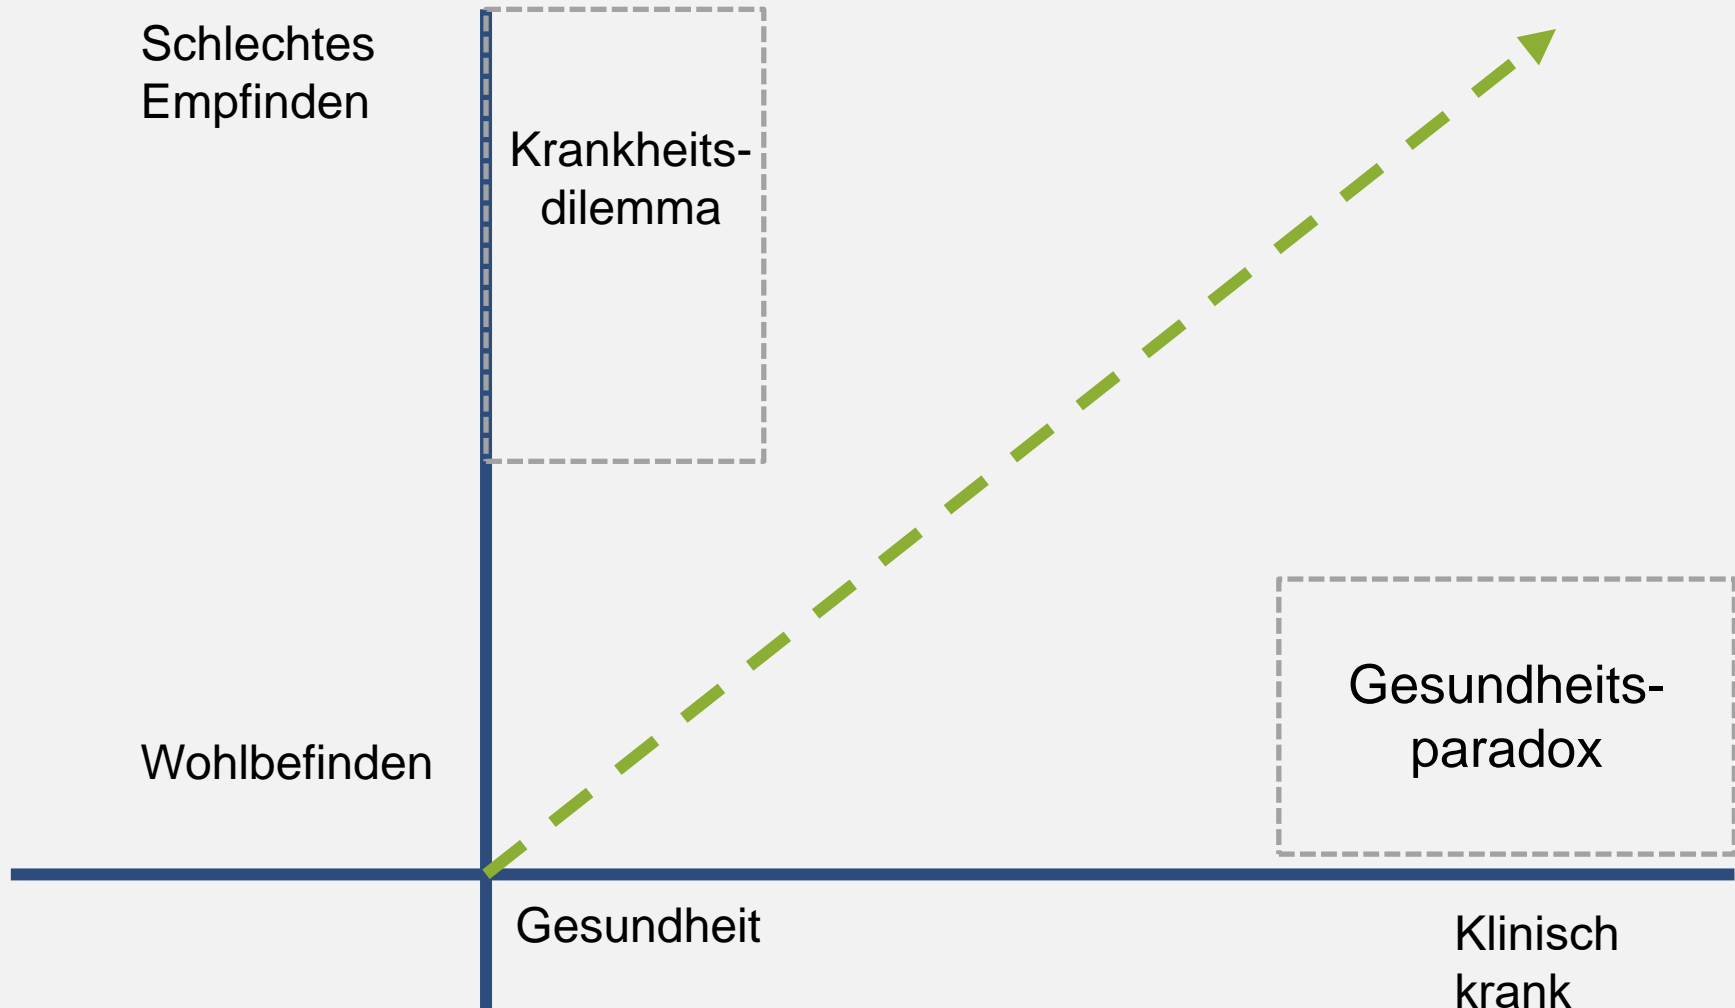 Schlechtes
Empfinden
Krankheits-
dilemma
Gesundheits-
paradox
Wohlbefinden
Gesundheit
Klinisch
krank